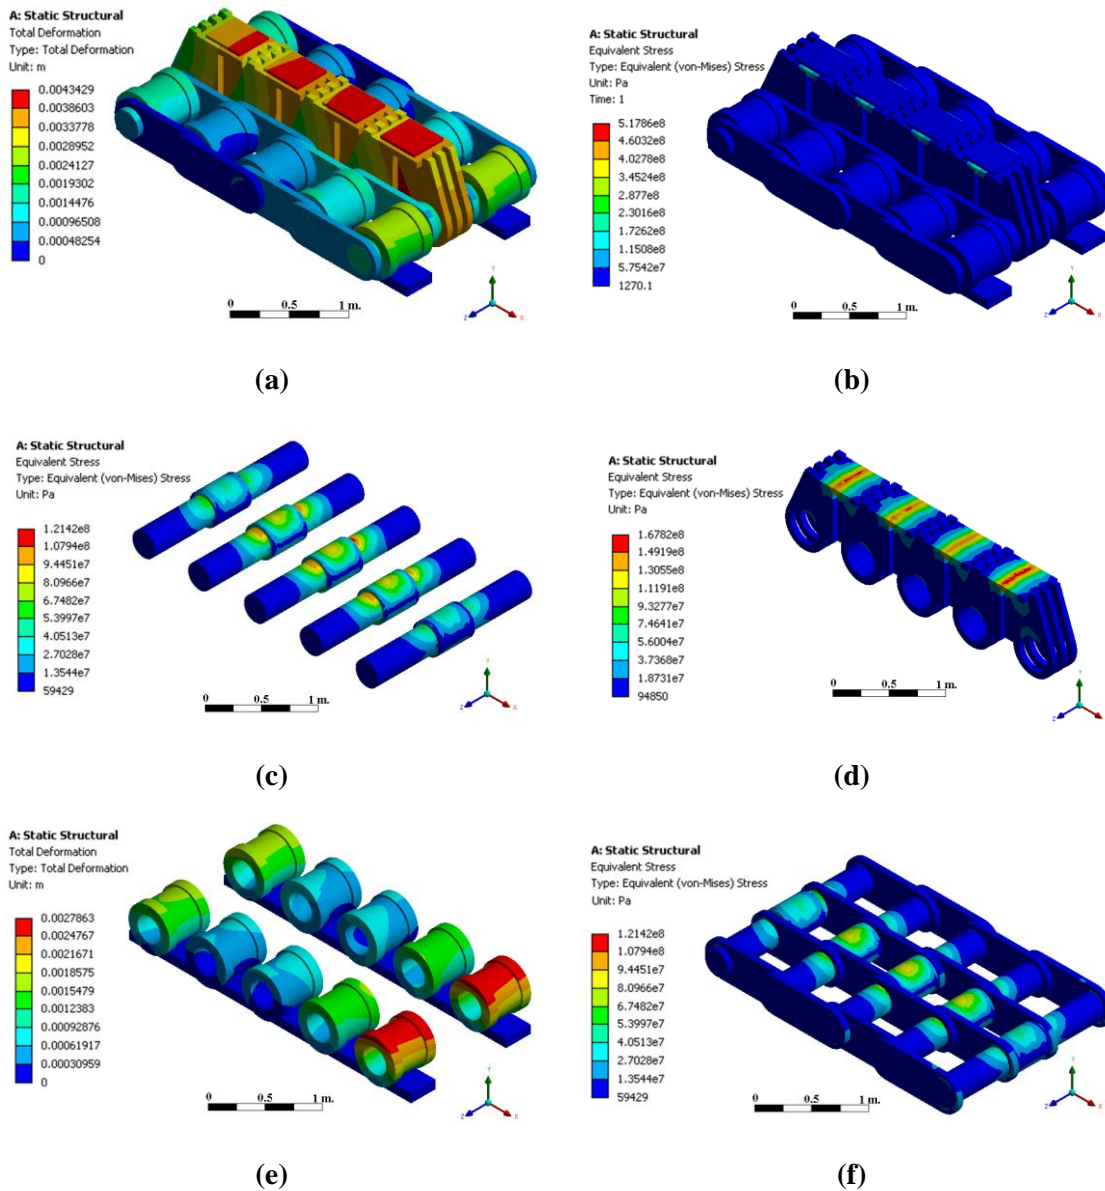 A: Static Structural
Total Deformation
Type: Total Deformation
Unit: m
0.0043429
0.0038603
0.0033778
0.0028952
0.0024127
0.0019302
0.0014476
0.00096508
0.00048254
0
0 0.5 1 m.
Y
Z X
(a)
A: Static Structural
Equivalent Stress
Type: Equivalent (von-Mises) Stress
Unit: Pa
Time: 1
5.1786e8
4.6032e8
4.0278e8
3.4524e8
2.877e8
2.3016e8
1.7262e8
1.1508e8
5.7542e7
1270.1
0 0.5 1 m.
Y
Z X
(b)
A: Static Structural
Equivalent Stress
Type: Equivalent (von-Mises) Stress
Unit: Pa
1.2142e8
1.0794e8
9.4451e7
8.0966e7
6.7482e7
5.3997e7
4.0513e7
2.7028e7
1.3544e7
59429
0 0.5 1 m.
Y
Z X
(c)
A: Static Structural
Equivalent Stress
Type: Equivalent (von-Mises) Stress
Unit: Pa
1.6782e8
1.4919e8
1.3055e8
1.1191e8
9.3277e7
7.4641e7
5.6004e7
3.7368e7
1.8731e7
94850
0 0.5 1 m.
Y
Z X
(d)
A: Static Structural
Total Deformation
Type: Total Deformation
Unit: m
0.0027863
0.0024767
0.0021671
0.0018575
0.0015479
0.0012383
0.00092876
0.00061917
0.00030959
0
0 0.5 1 m.
Y
Z X
(e)
A: Static Structural
Equivalent Stress
Type: Equivalent (von-Mises) Stress
Unit: Pa
1.2142e8
1.0794e8
9.4451e7
8.0966e7
6.7482e7
5.3997e7
4.0513e7
2.7028e7
1.3544e7
59429
0 0.5 1 m.
Y
Z X
(f)